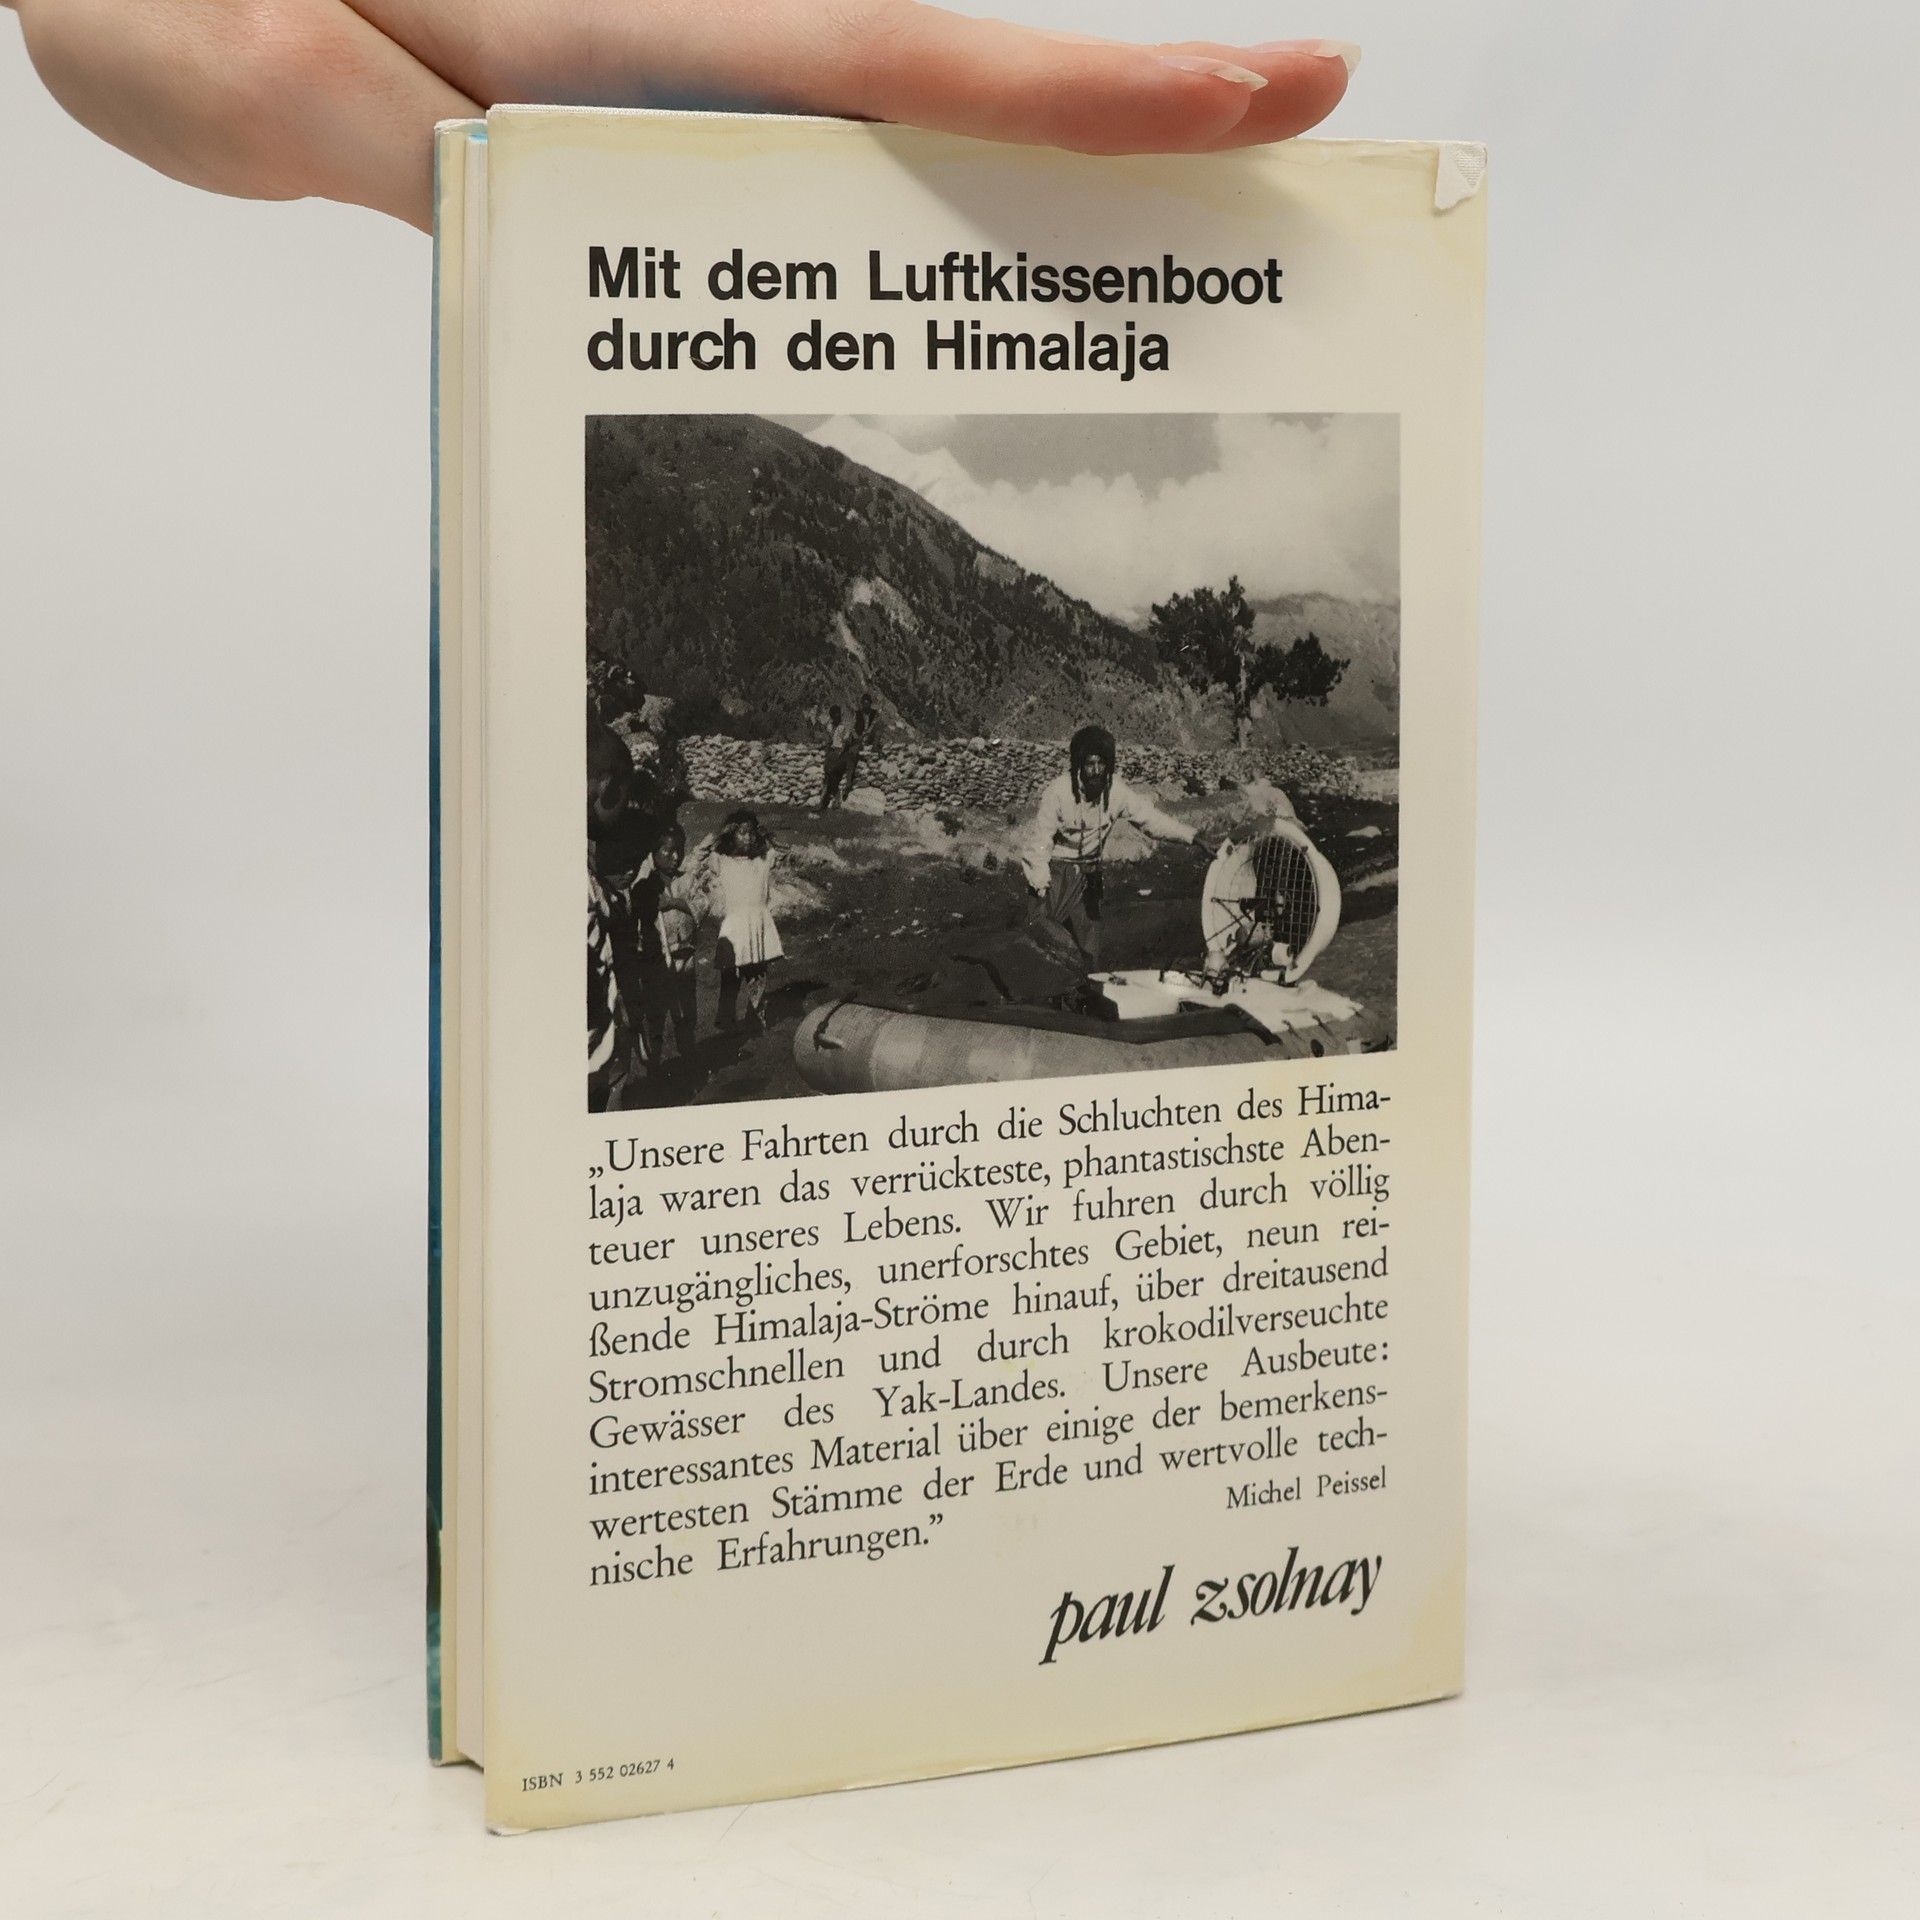 Mit dem Luftkissenboot
durch den Himalaja
„Unsere Fahrten durch die Schluchten des Hima-
laja waren das verrückteste, phantastischste Aben-
teuer unseres Lebens. Wir fuhren durch völlig
unzugängliches, unerforschtes Gebiet, neun rei-
ßende Himalaja-Ströme hinauf, über dreitausend
Stromschnellen und durch krokodilverseuchte
Gewässer des Yak-Landes. Unsere Ausbeute:
interessantes Material über einige der bemerkens-
wertesten Stämme der Erde und wertvolle tech-
nische Erfahrungen.”
Michel Peissel
paul zsolnay
ISBN 3 552 02627 4